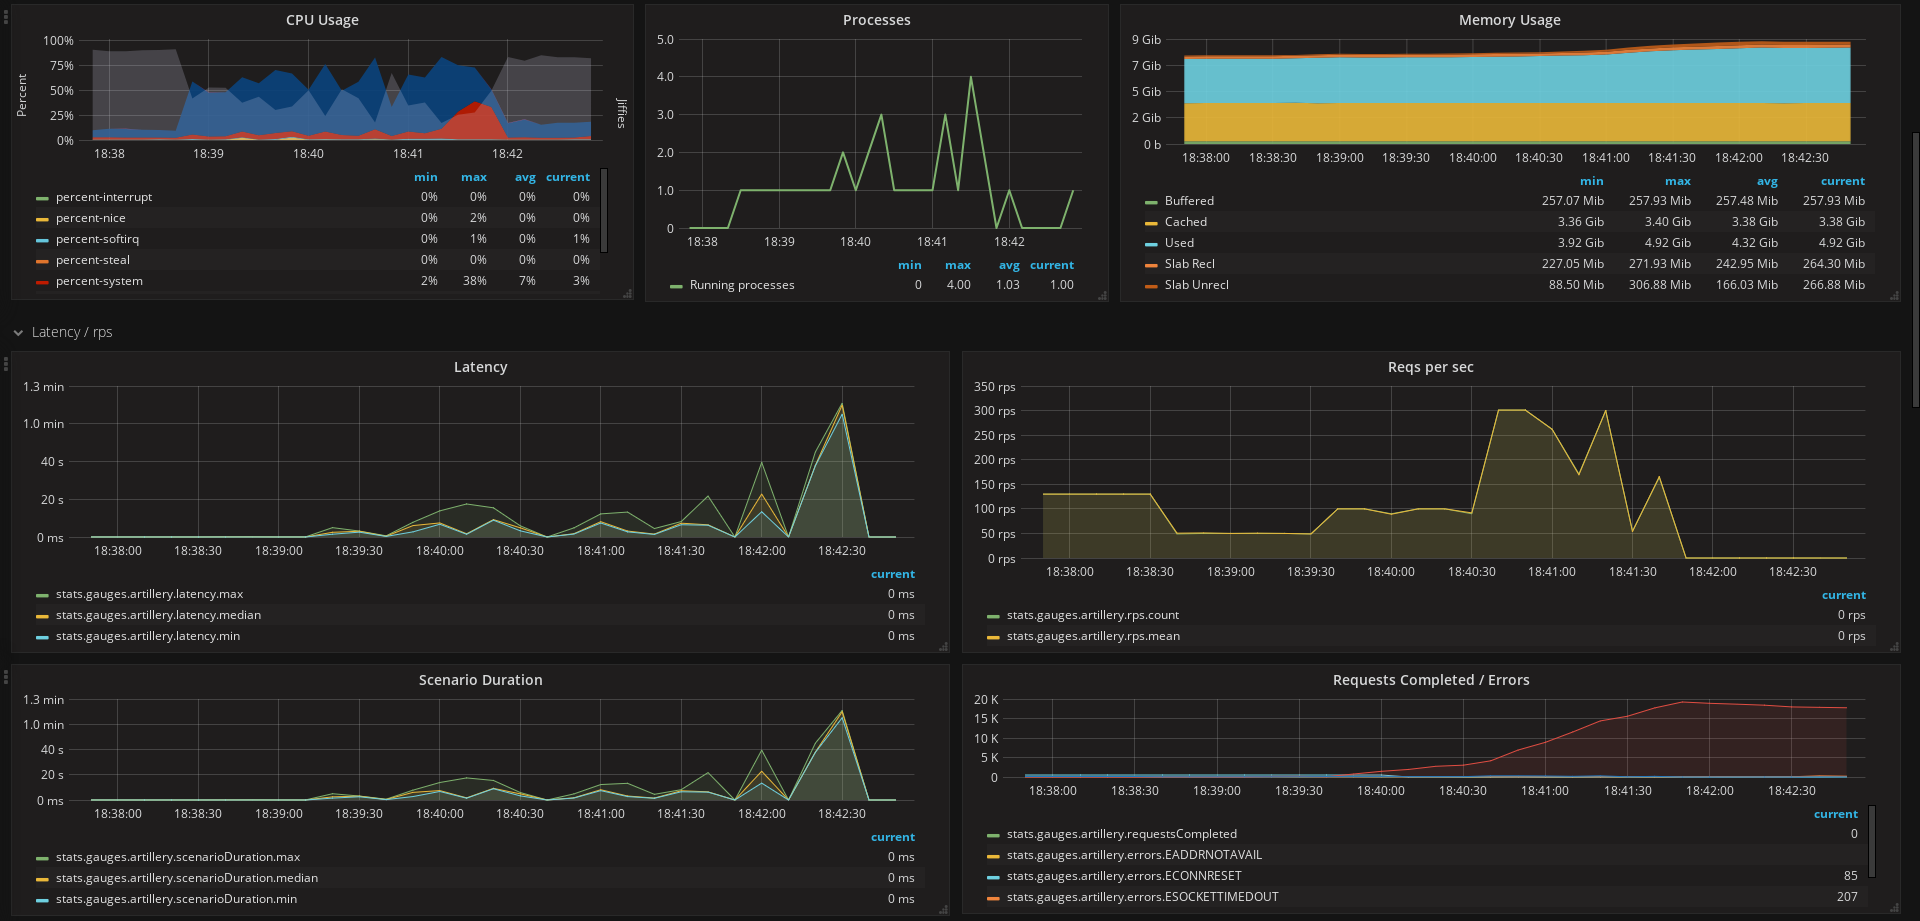 CPU Usage
100%
75%
50%
25%
0%
Percent
Jiffies
18:38 18:39 18:40 18:41 18:42
min max avg current
percent-interrupt 0% 0% 0% 0%
percent-nice 0% 2% 0% 0%
percent-softirq 0% 1% 0% 1%
percent-steal 0% 0% 0% 0%
percent-system 2% 38% 7% 3%
Processes
5.0
4.0
3.0
2.0
1.0
0
18:38 18:39 18:40 18:41 18:42
min max avg current
Running processes 0 4.00 1.03 1.00
Memory Usage
9 Gib
7 Gib
5 Gib
2 Gib
0 b
18:38:00 18:38:30 18:39:00 18:39:30 18:40:00 18:40:30 18:41:00 18:41:30 18:42:00 18:42:30
min max avg current
Buffered 257.07 Mib 257.93 Mib 257.48 Mib 257.93 Mib
Cached 3.36 Gib 3.40 Gib 3.38 Gib 3.38 Gib
Used 3.92 Gib 4.92 Gib 4.32 Gib 4.92 Gib
Slab Recl 227.05 Mib 271.93 Mib 242.95 Mib 264.30 Mib
Slab Unrecl 88.50 Mib 306.88 Mib 166.03 Mib 266.88 Mib
Latency / rps
Latency
1.3 min
1.0 min
40 s
20 s
0 ms
18:38:00 18:38:30 18:39:00 18:39:30 18:40:00 18:40:30 18:41:00 18:41:30 18:42:00 18:42:30
current
stats.gauges.artillery.latency.max 0 ms
stats.gauges.artillery.latency.median 0 ms
stats.gauges.artillery.latency.min 0 ms
Reqs per sec
350 rps
300 rps
250 rps
200 rps
150 rps
100 rps
50 rps
0 rps
18:38:00 18:38:30 18:39:00 18:39:30 18:40:00 18:40:30 18:41:00 18:41:30 18:42:00 18:42:30
current
stats.gauges.artillery.rps.count 0 rps
stats.gauges.artillery.rps.mean 0 rps
Scenario Duration
1.3 min
1.0 min
40 s
20 s
0 ms
18:38:00 18:38:30 18:39:00 18:39:30 18:40:00 18:40:30 18:41:00 18:41:30 18:42:00 18:42:30
current
stats.gauges.artillery.scenarioDuration.max 0 ms
stats.gauges.artillery.scenarioDuration.median 0 ms
stats.gauges.artillery.scenarioDuration.min 0 ms
Requests Completed / Errors
20 K
15 K
10 K
5 K
0
18:38:00 18:38:30 18:39:00 18:39:30 18:40:00 18:40:30 18:41:00 18:41:30 18:42:00 18:42:30
current
stats.gauges.artillery.requestsCompleted 0
stats.gauges.artillery.errors.EADDRNOTAVAIL
stats.gauges.artillery.errors.ECONNRESET 85
stats.gauges.artillery.errors.ESOCKETTIMEDOUT 207